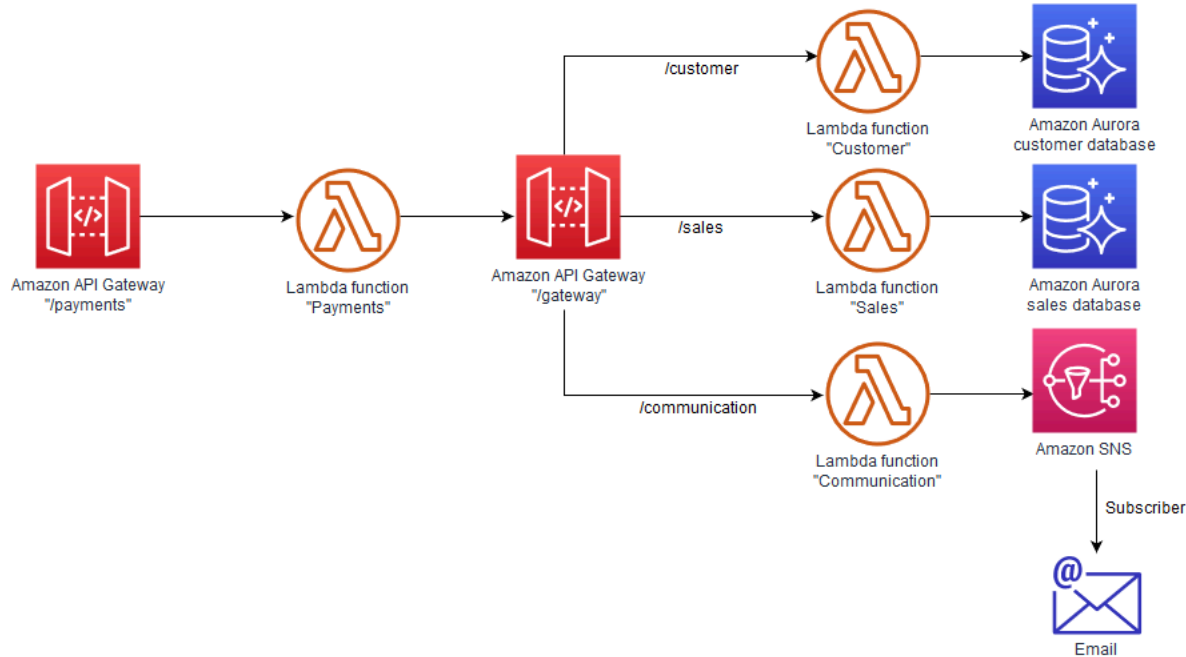 /customer
Lambda function
"Customer"
Amazon Aurora
customer database
</>
Amazon API Gateway
"/payments"
Lambda function
"Payments"
</>
Amazon API Gateway
"/gateway"
/sales
Lambda function
"Sales"
Amazon Aurora
sales database
/communication
Lambda function
"Communication"
Amazon SNS
Subscriber
@
Email